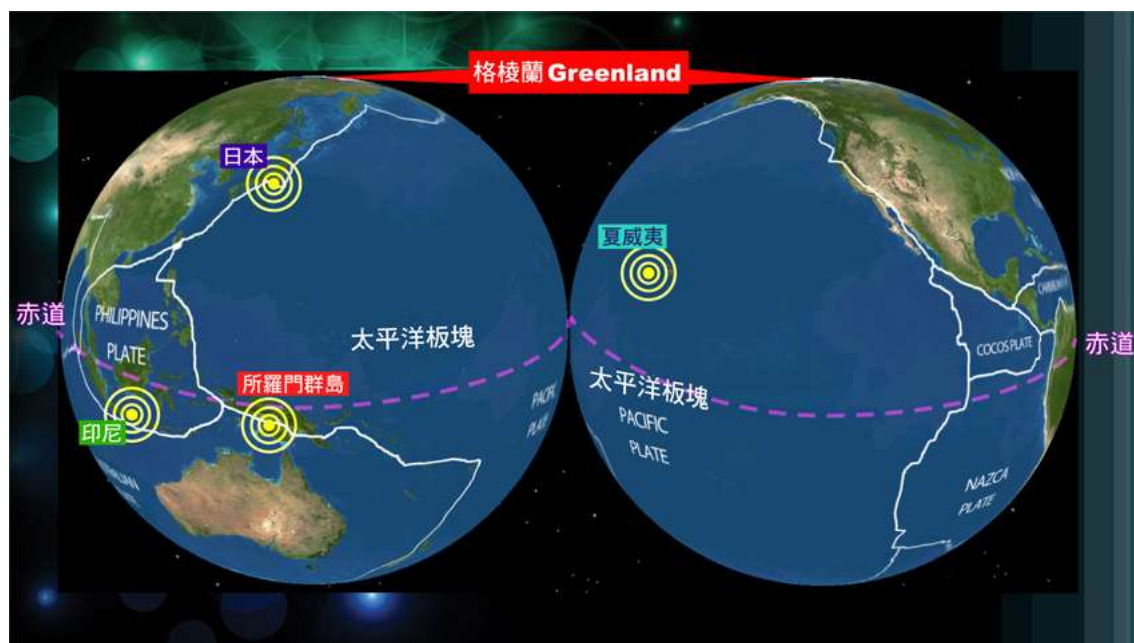 格棱蘭 Greenland
日本
夏威夷
赤道
PHILIPPINES
PLATE
太平洋板塊
COCOS PLATE
赤道
所羅門群島
太平洋板塊
PACIFIC
PLATE
印尼
NAZCA
PLATE